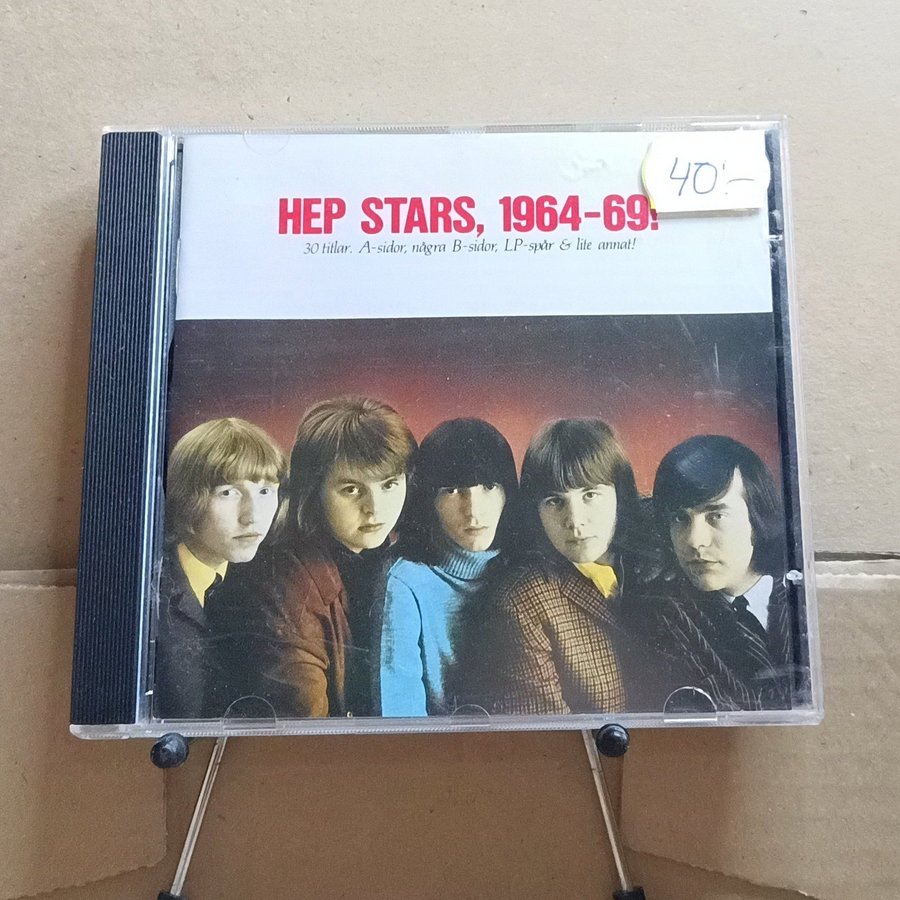 40:-
HEP STARS, 1964-69!
30 titlar. A-sidor, några B-sidor, LP-spår & lite annat!